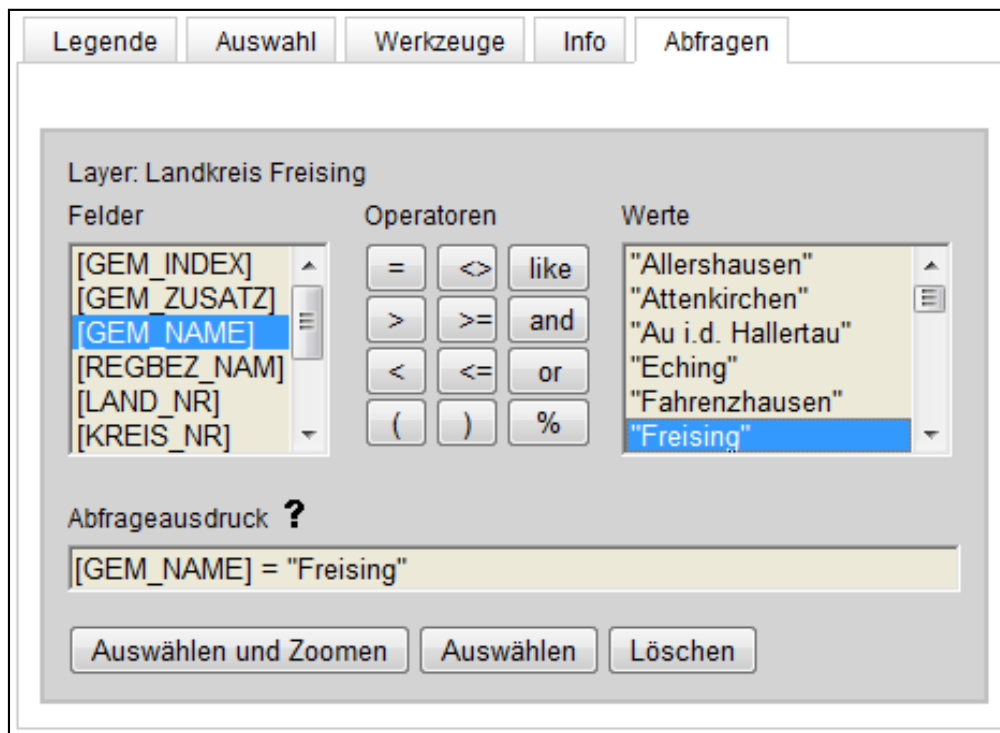 Legende Auswahl Werkzeuge Info Abfragen
Layer: Landkreis Freising
Felder Operatoren Werte
[GEM_INDEX] = <> like "Allershausen"
[GEM_ZUSATZ] "Attenkirchen"
[GEM_NAME] > >= and "Au i.d. Hallertau"
[REGBEZ_NAM] < <= or "Eching"
[LAND_NR] "Fahrenzhausen"
[KREIS_NR] ( ) % "Freising"
Abfrageausdruck ?
[GEM_NAME] = "Freising"
Auswählen und Zoomen Auswählen Löschen